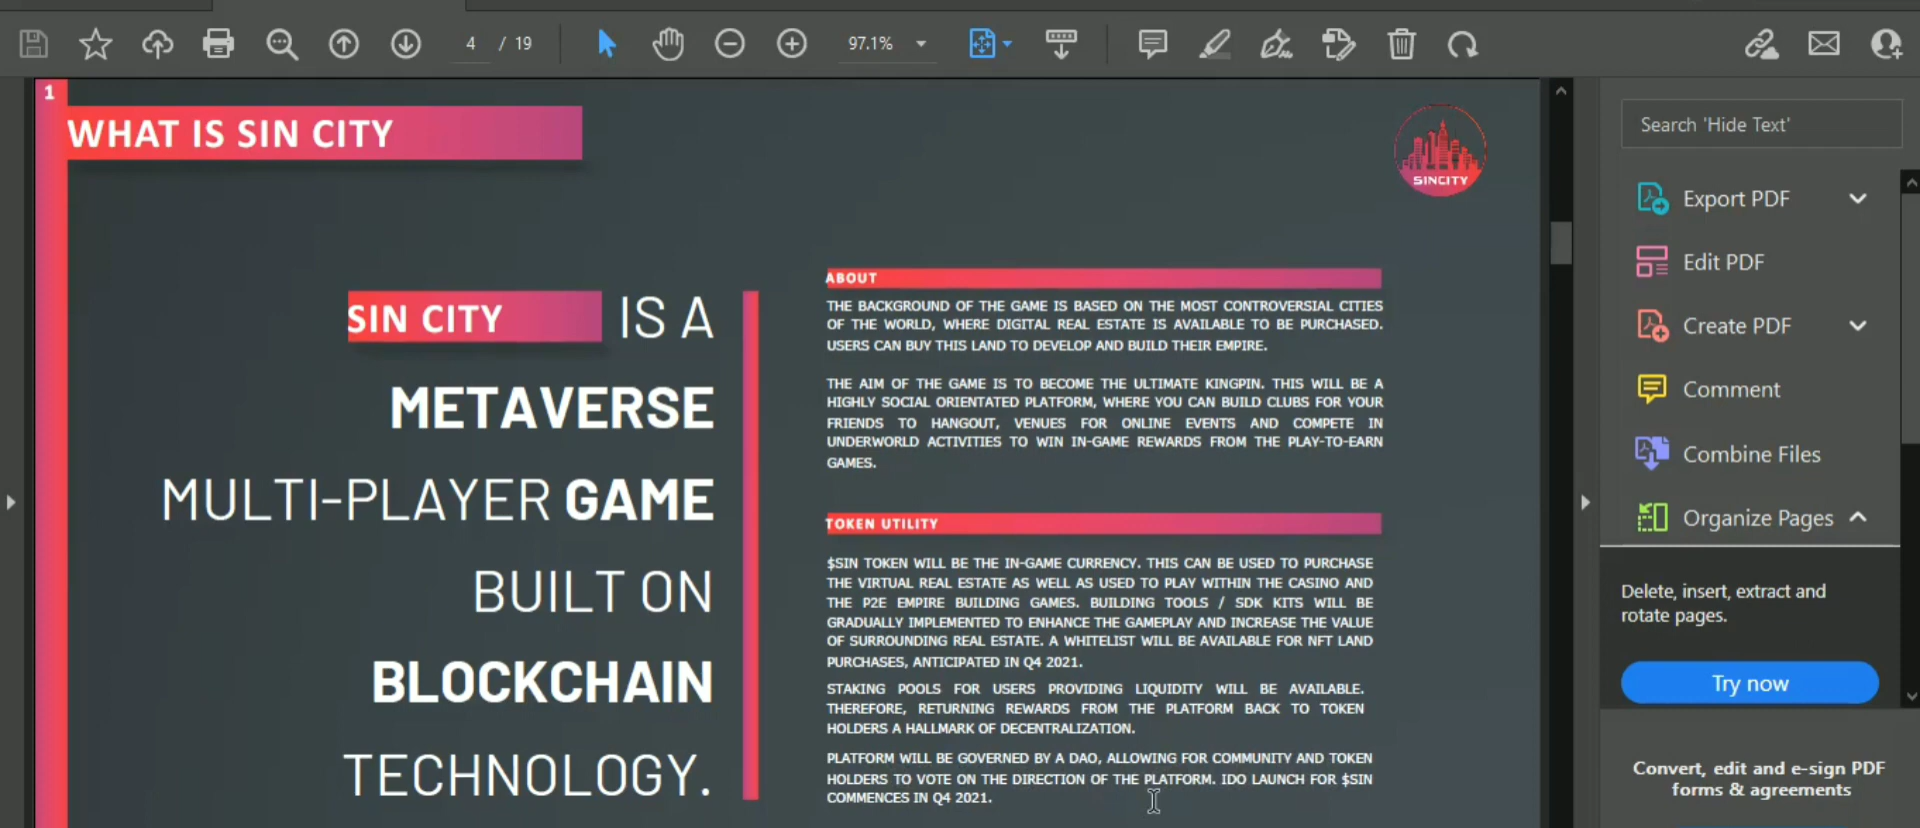 4 / 19
97.1%
1
WHAT IS SIN CITY
SINCITY
SIN CITY IS A
METAVERSE
MULTI-PLAYER GAME
BUILT ON
BLOCKCHAIN
TECHNOLOGY.
ABOUT
THE BACKGROUND OF THE GAME IS BASED ON THE MOST CONTROVERSIAL CITIES
OF THE WORLD, WHERE DIGITAL REAL ESTATE IS AVAILABLE TO BE PURCHASED.
USERS CAN BUY THIS LAND TO DEVELOP AND BUILD THEIR EMPIRE.
THE AIM OF THE GAME IS TO BECOME THE ULTIMATE KINGPIN. THIS WILL BE A
HIGHLY SOCIAL ORIENTATED PLATFORM, WHERE YOU CAN BUILD CLUBS FOR YOUR
FRIENDS TO HANGOUT, VENUES FOR ONLINE EVENTS AND COMPETE IN
UNDERWORLD ACTIVITIES TO WIN IN-GAME REWARDS FROM THE PLAY-TO-EARN
GAMES.
TOKEN UTILITY
$SIN TOKEN WILL BE THE IN-GAME CURRENCY. THIS CAN BE USED TO PURCHASE
THE VIRTUAL REAL ESTATE AS WELL AS USED TO PLAY WITHIN THE CASINO AND
THE P2E EMPIRE BUILDING GAMES. BUILDING TOOLS / SDK KITS WILL BE
GRADUALLY IMPLEMENTED TO ENHANCE THE GAMEPLAY AND INCREASE THE VALUE
OF SURROUNDING REAL ESTATE. A WHITELIST WILL BE AVAILABLE FOR NFT LAND
PURCHASES, ANTICIPATED IN Q4 2021.
STAKING POOLS FOR USERS PROVIDING LIQUIDITY WILL BE AVAILABLE.
THEREFORE, RETURNING REWARDS FROM THE PLATFORM BACK TO TOKEN
HOLDERS A HALLMARK OF DECENTRALIZATION.
PLATFORM WILL BE GOVERNED BY A DAO, ALLOWING FOR COMMUNITY AND TOKEN
HOLDERS TO VOTE ON THE DIRECTION OF THE PLATFORM. IDO LAUNCH FOR $SIN
COMMENCES IN Q4 2021.
Search 'Hide Text'
Export PDF
Edit PDF
Create PDF
Comment
Combine Files
Organize Pages
Delete, insert, extract and
rotate pages.
Try now
Convert, edit and e-sign PDF
forms & agreements